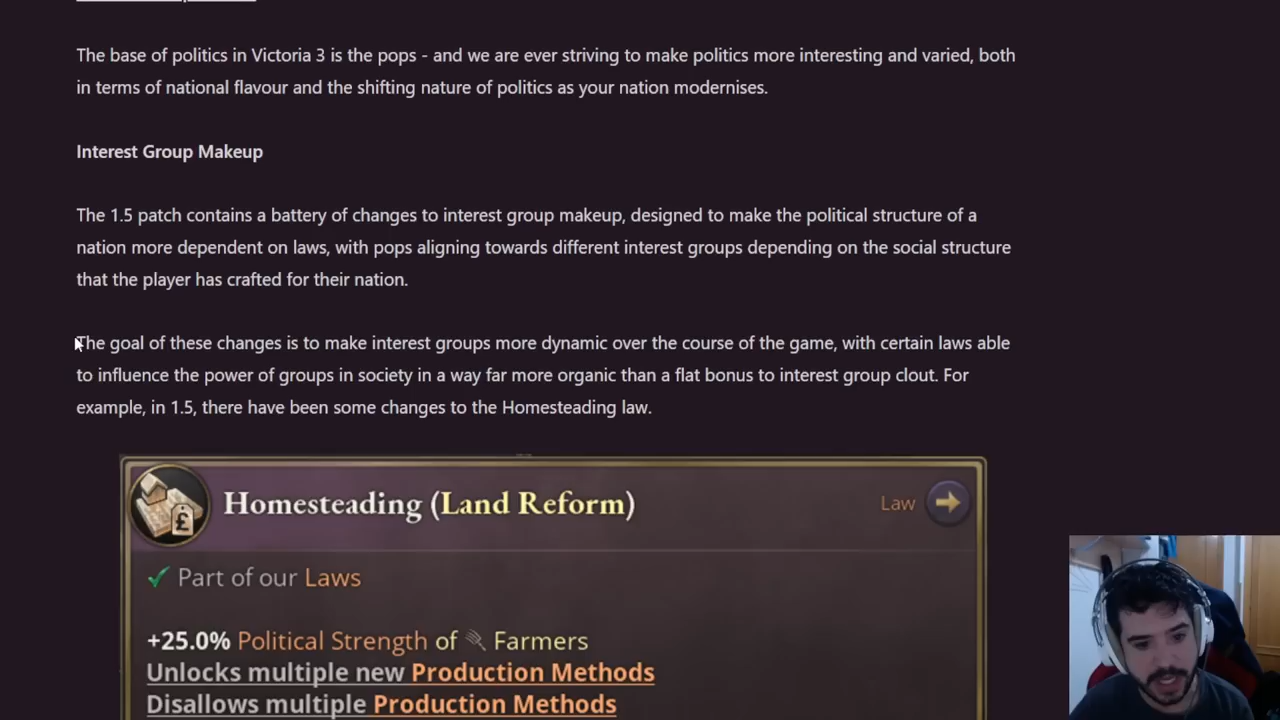 The base of politics in Victoria 3 is the pops - and we are ever striving to make politics more interesting and varied, both
in terms of national flavour and the shifting nature of politics as your nation modernises.
Interest Group Makeup
The 1.5 patch contains a battery of changes to interest group makeup, designed to make the political structure of a
nation more dependent on laws, with pops aligning towards different interest groups depending on the social structure
that the player has crafted for their nation.
The goal of these changes is to make interest groups more dynamic over the course of the game, with certain laws able
to influence the power of groups in society in a way far more organic than a flat bonus to interest group clout. For
example, in 1.5, there have been some changes to the Homesteading law.
Homesteading (Land Reform) Law
Part of our Laws
+25.0% Political Strength of Farmers
Unlocks multiple new Production Methods
Disallows multiple Production Methods